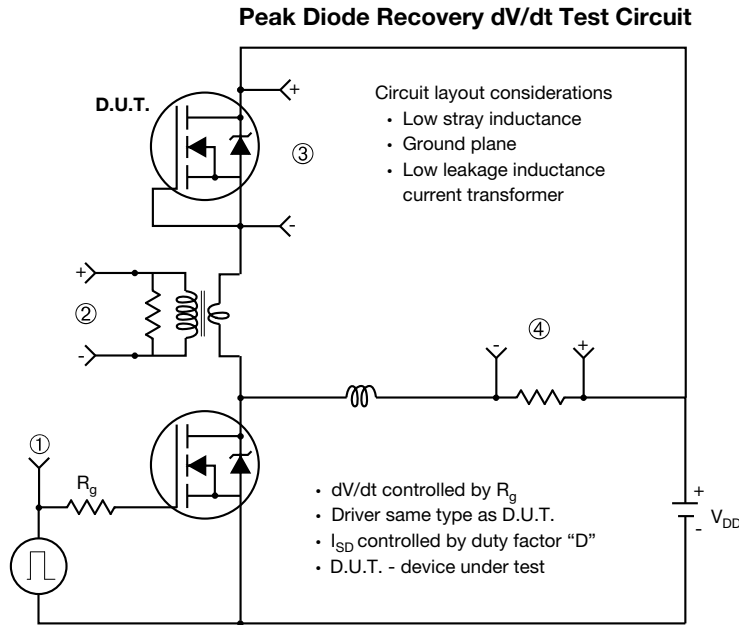 Peak Diode Recovery dV/dt Test Circuit
D.U.T.
+
-
③
Circuit layout considerations
• Low stray inductance
• Ground plane
• Low leakage inductance
current transformer
+
②
-
-
④
+
①
Rg
• dV/dt controlled by Rg
• Driver same type as D.U.T.
• ISD controlled by duty factor “D”
• D.U.T. - device under test
+
-
VDD